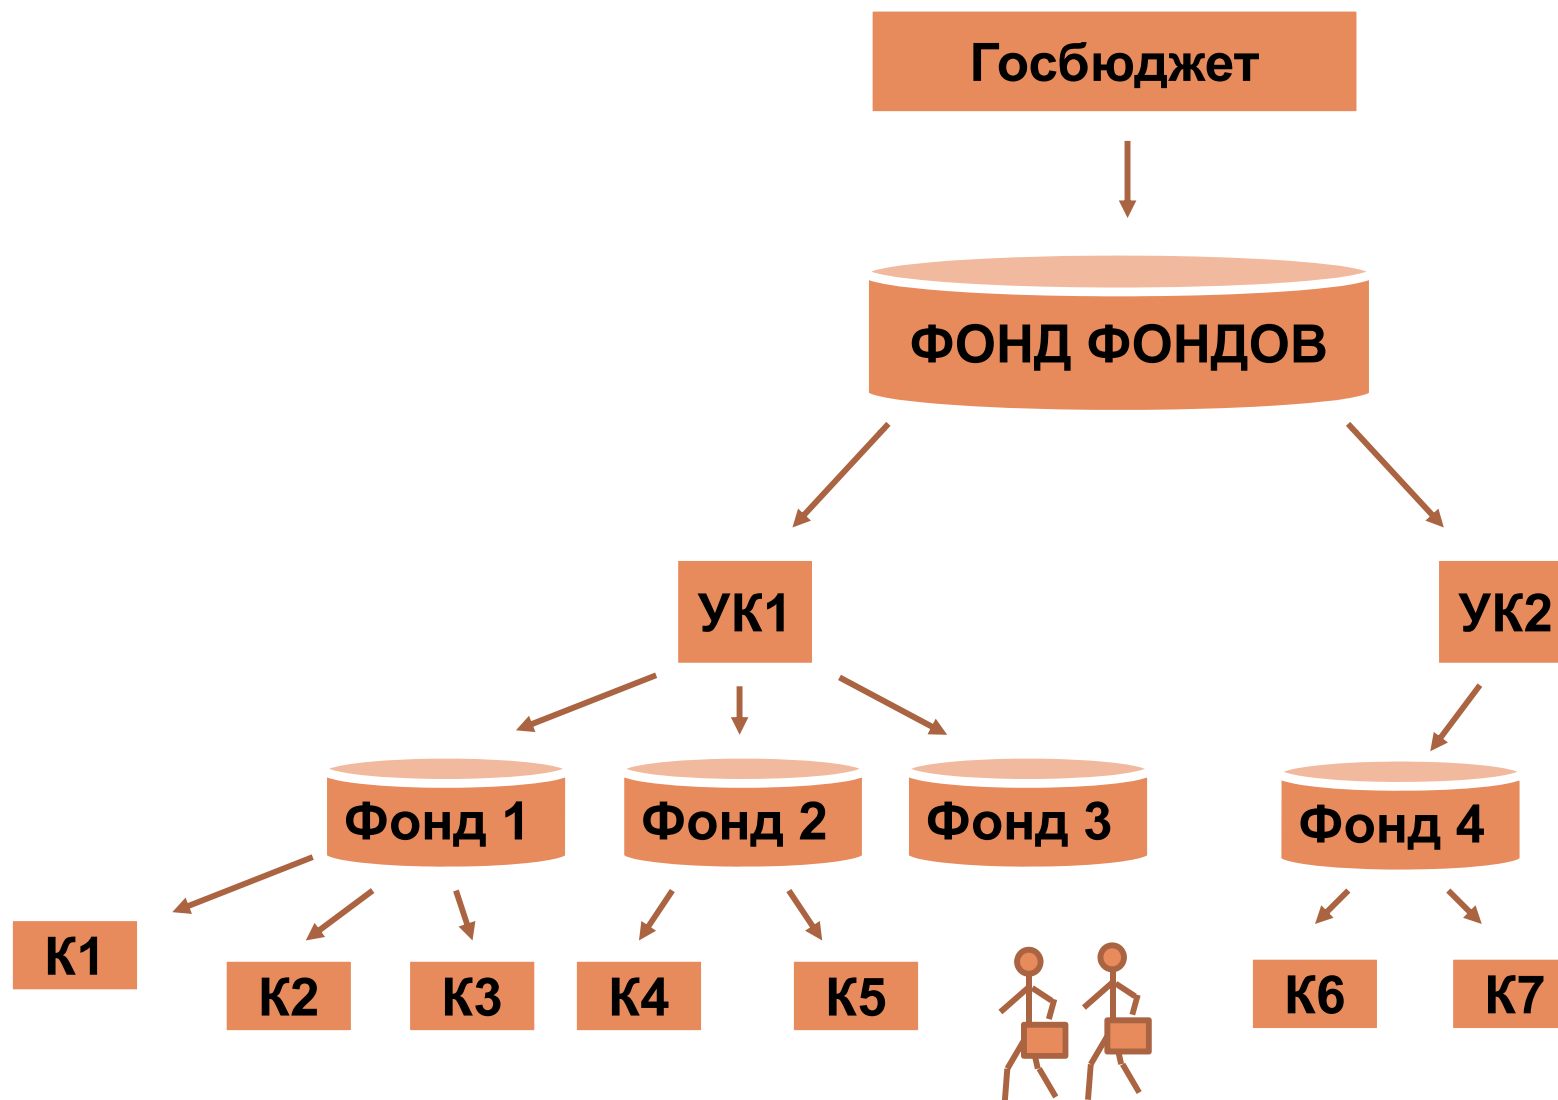 Госбюджет
ФОНД ФОНДОВ
УК1
УК2
Фонд 1
Фонд 2
Фонд 3
Фонд 4
К1
К2
К3
К4
К5
К6
К7